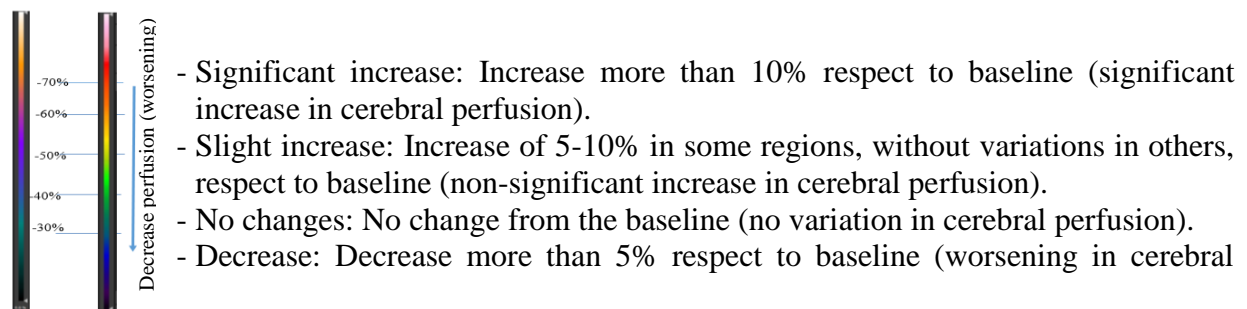 -70%
-60%
-50%
-40%
-30%
Decrease perfusion (worsening)
- Significant increase: Increase more than 10% respect to baseline (significant
increase in cerebral perfusion).
- Slight increase: Increase of 5-10% in some regions, without variations in others,
respect to baseline (non-significant increase in cerebral perfusion).
- No changes: No change from the baseline (no variation in cerebral perfusion).
- Decrease: Decrease more than 5% respect to baseline (worsening in cerebral